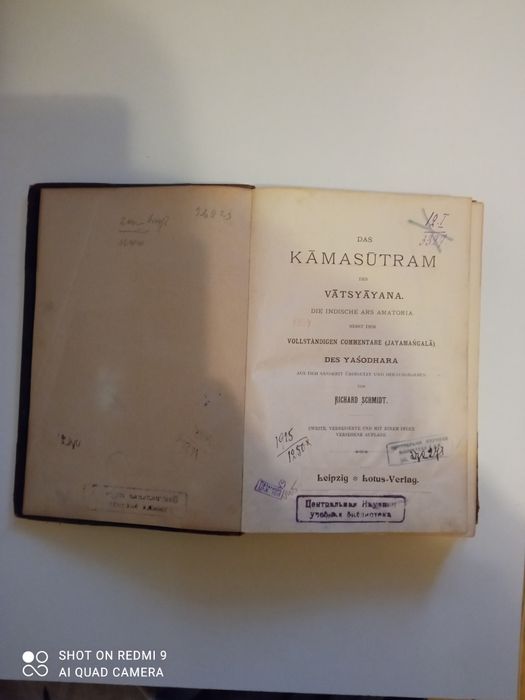 DAS
KĀMASŪTRAM
DES
VĀTSYĀYANA.
DIE INDISCHE ARS AMATORIA
NEBST DEM
VOLLSTÄNDIGEN COMMENTARE (JAYAMAṄGALĀ)
DES YAŚODHARA
AUS DEM SANSKRIT ÜBERSETZT UND HERAUSGEGEBEN
VON
RICHARD SCHMIDT.
ZWEITE, VERBESSERTE UND MIT EINEM INDEX
VERSEHENE AUFLAGE.
1915
Leipzig Lotus-Verlag.
Центральная Научная
учебная библиотека
SHOT ON REDMI 9
AI QUAD CAMERA